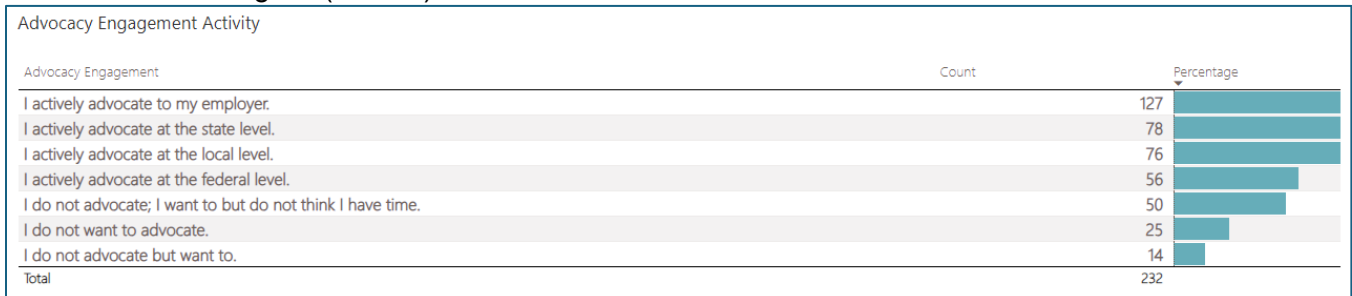 Advocacy Engagement Activity
Advocacy Engagement Count Percentage
I actively advocate to my employer. 127
I actively advocate at the state level. 78
I actively advocate at the local level. 76
I actively advocate at the federal level. 56
I do not advocate; I want to but do not think I have time. 50
I do not want to advocate. 25
I do not advocate but want to. 14
Total 232